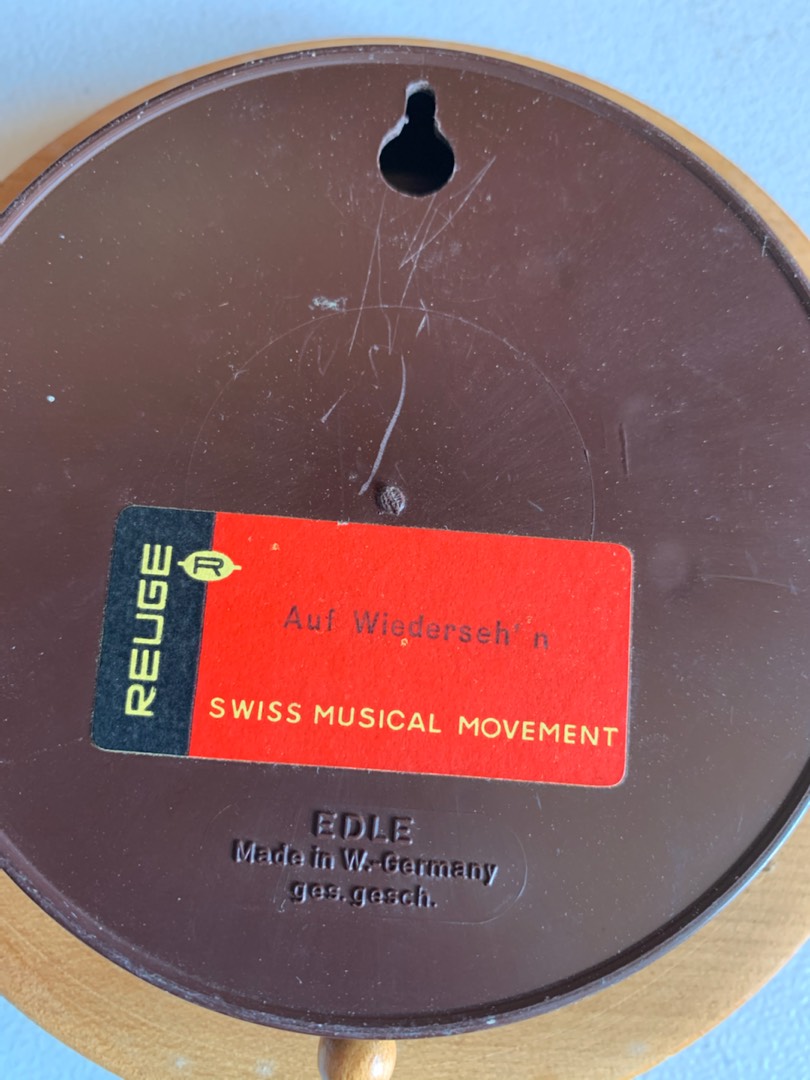 REUGE
R
Auf Wiederseh'n
SWISS MUSICAL MOVEMENT
EDLE
Made in W.-Germany
ges. gesch.